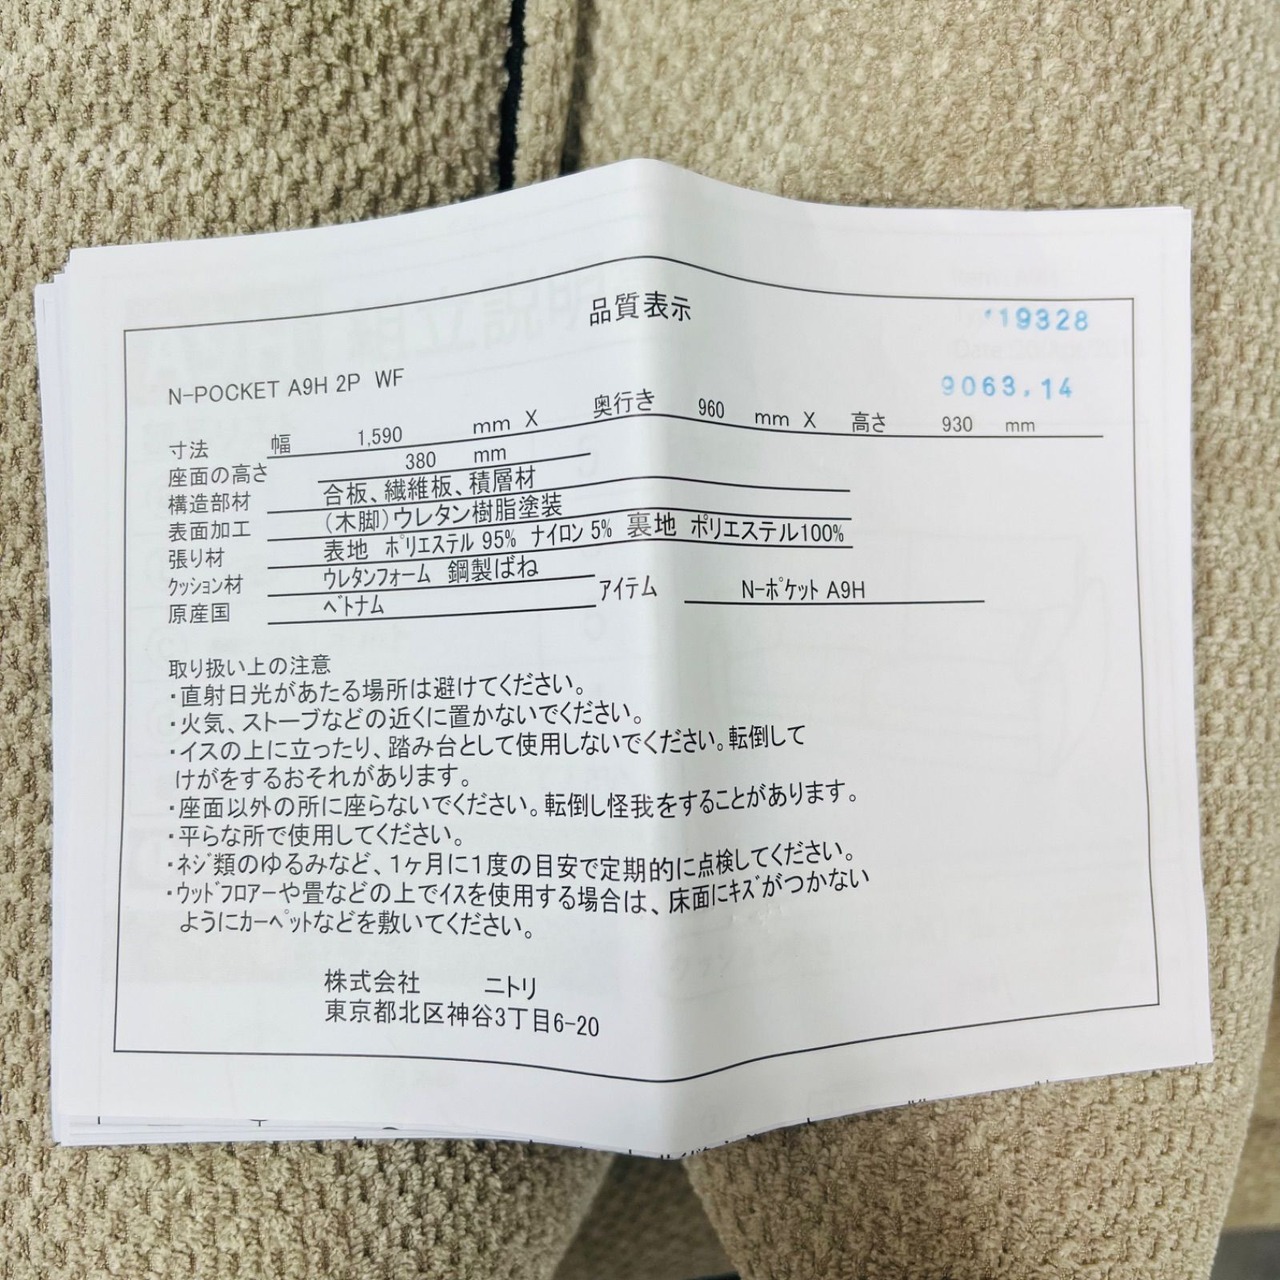 品質表示
'19328
9063.14
N-POCKET A9H 2P WF
寸法 幅 1,590 mm X 奥行き 960 mm X 高さ 930 mm
座面の高さ 380 mm
構造部材 合板、繊維板、積層材
表面加工 (木脚)ウレタン樹脂塗装
張り材 表地 ポリエステル 95% ナイロン 5% 裏地 ポリエステル100%
クッション材 ウレタンフォーム 鋼製ばね
原産国 ベトナム アイテム N-ポケット A9H
取り扱い上の注意
・直射日光があたる場所は避けてください。
・火気、ストーブなどの近くに置かないでください。
・イスの上に立ったり、踏み台として使用しないでください。転倒して
けがをするおそれがあります。
・座面以外の所に座らないでください。転倒し怪我をすることがあります。
・平らな所で使用してください。
・ネジ類のゆるみなど、1ヶ月に1度の目安で定期的に点検してください。
・ウッドフロアーや畳などの上でイスを使用する場合は、床面にキズがつかない
ようにカーペットなどを敷いてください。
株式会社 ニトリ
東京都北区神谷3丁目6-20